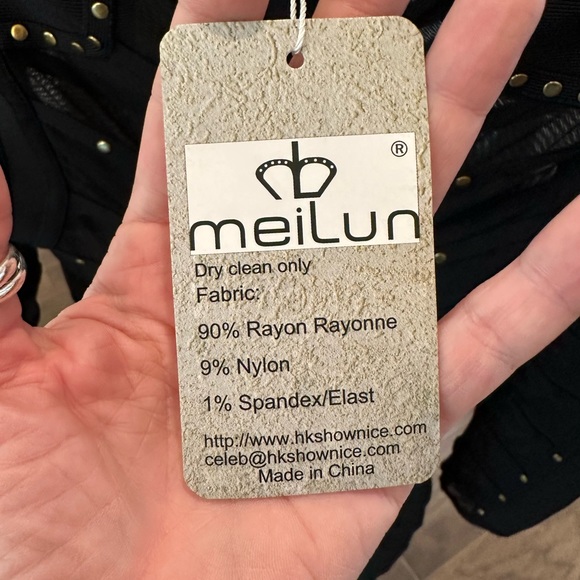 ®
meiLun
Dry clean only
Fabric:
90% Rayon Rayonne
9% Nylon
1% Spandex/Elast
http://www.hkshownice.com
celeb@hkshownice.com
Made in China